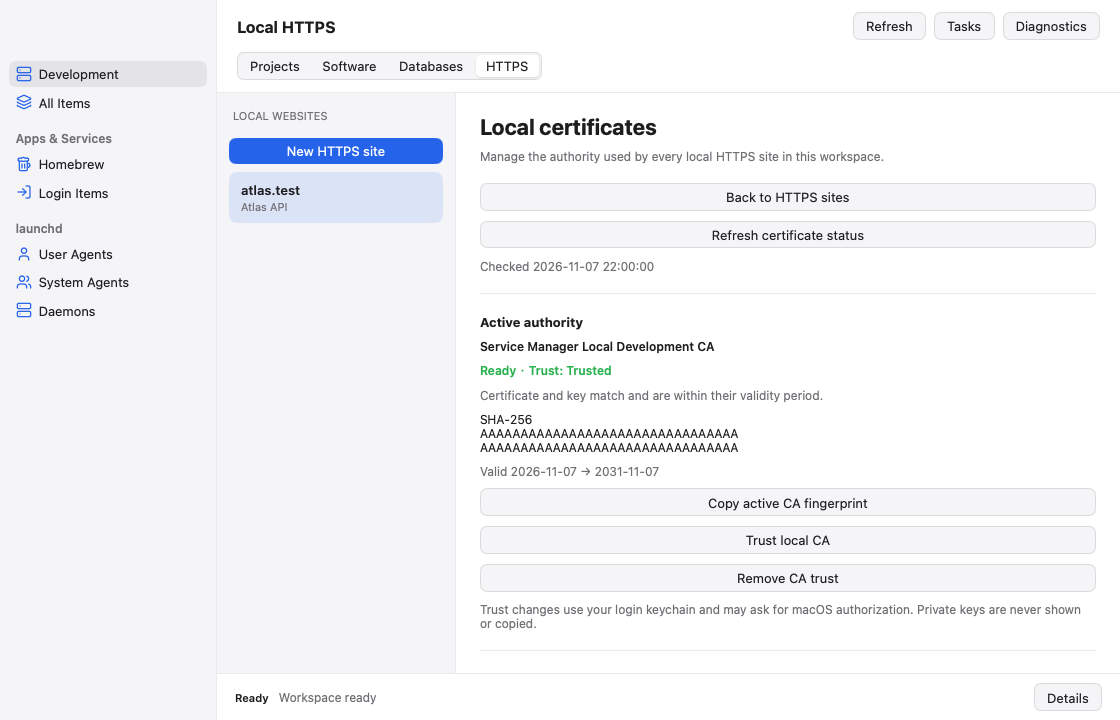 Local HTTPS
Refresh
Tasks
Diagnostics
Projects
Software
Databases
HTTPS
Development
All Items
Apps & Services
Homebrew
Login Items
launchd
User Agents
System Agents
Daemons
LOCAL WEBSITES
New HTTPS site
atlas.test
Atlas API
Local certificates
Manage the authority used by every local HTTPS site in this workspace.
Back to HTTPS sites
Refresh certificate status
Checked 2026-11-07 22:00:00
Active authority
Service Manager Local Development CA
Ready · Trust: Trusted
Certificate and key match and are within their validity period.
SHA-256
AAAAAAAAAAAAAAAAAAAAAAAAAAAAAAAA
AAAAAAAAAAAAAAAAAAAAAAAAAAAAAAAA
Valid 2026-11-07 → 2031-11-07
Copy active CA fingerprint
Trust local CA
Remove CA trust
Trust changes use your login keychain and may ask for macOS authorization. Private keys are never shown
or copied.
Ready
Workspace ready
Details